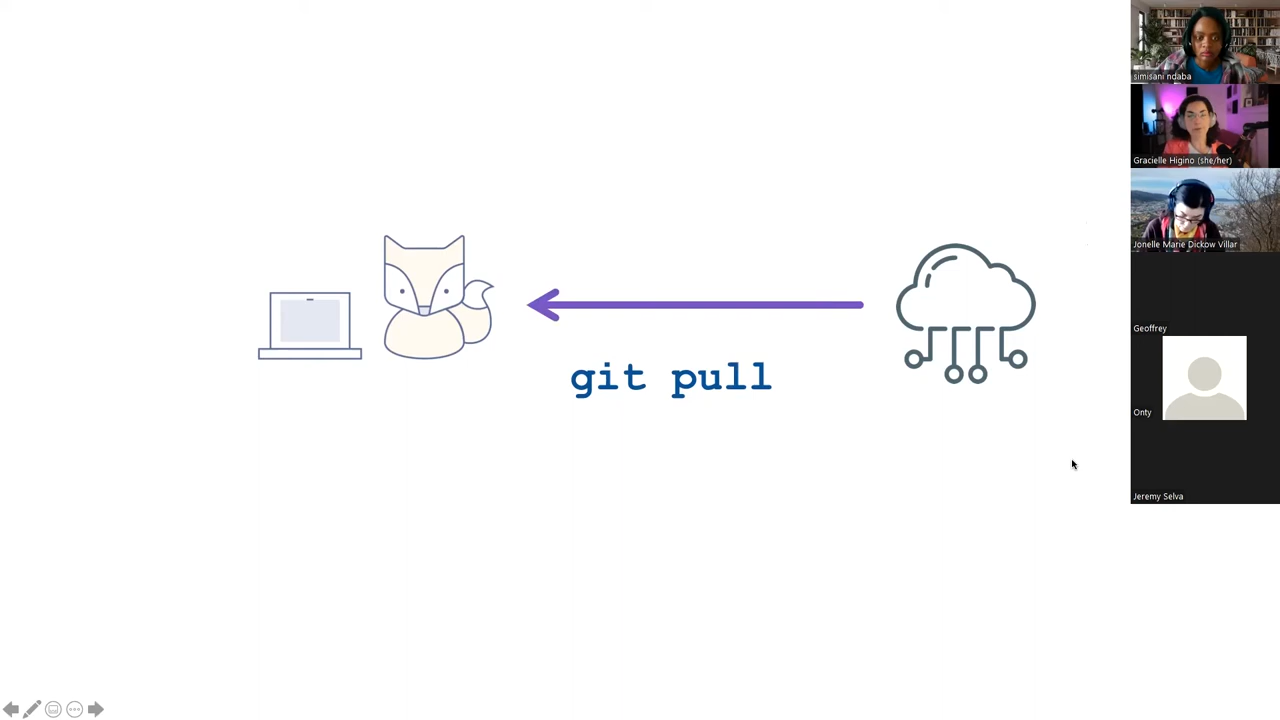 git pull
simisani ndaba
Gracielle Higino (she/her)
Jonelle Marie Dickow Villar
Geoffrey
Onty
Jeremy Selva